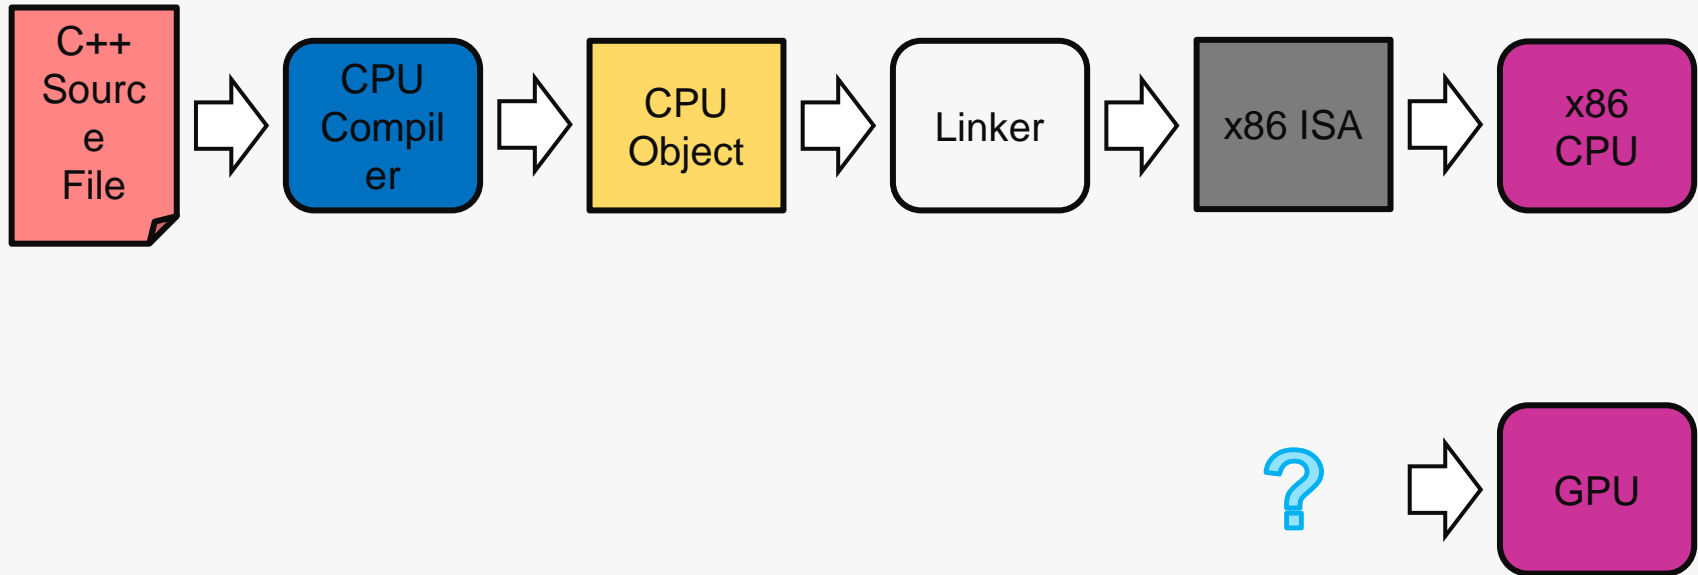 C++
Sourc
e
File
CPU
Compil
er
CPU
Object
Linker
x86 ISA
x86
CPU
?
GPU